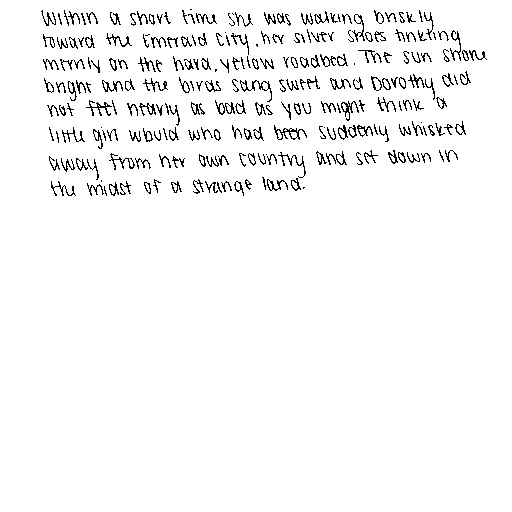 Within a short time she was walking briskly
toward the Emerald City, her silver shoes tinkling
merrily on the hard, yellow roadbed. The sun shone
bright and the birds sang sweet and Dorothy did
not feel nearly as bad as you might think a
little girl would who had been suddenly whisked
away from her own country and set down in
the midst of a strange land.